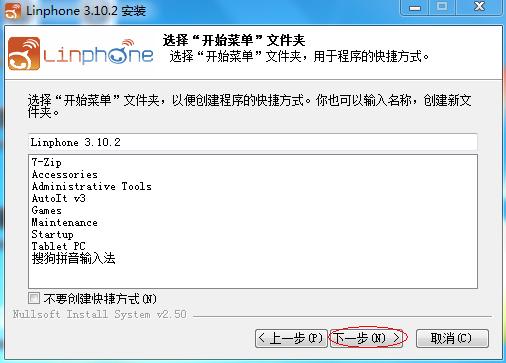 Linphone 3.10.2 安装
Linphone
选择“开始菜单”文件夹
选择“开始菜单”文件夹，用于程序的快捷方式。
选择“开始菜单”文件夹，以便创建程序的快捷方式。你也可以输入名称，创建新文
件夹。
Linphone 3.10.2
7-Zip
Accessories
Administrative Tools
AutoIt v3
Games
Maintenance
Startup
Tablet PC
搜狗拼音输入法
不要创建快捷方式(N)
Nullsoft Install System v2.50
< 上一步(P) 下一步(N) > 取消(C)